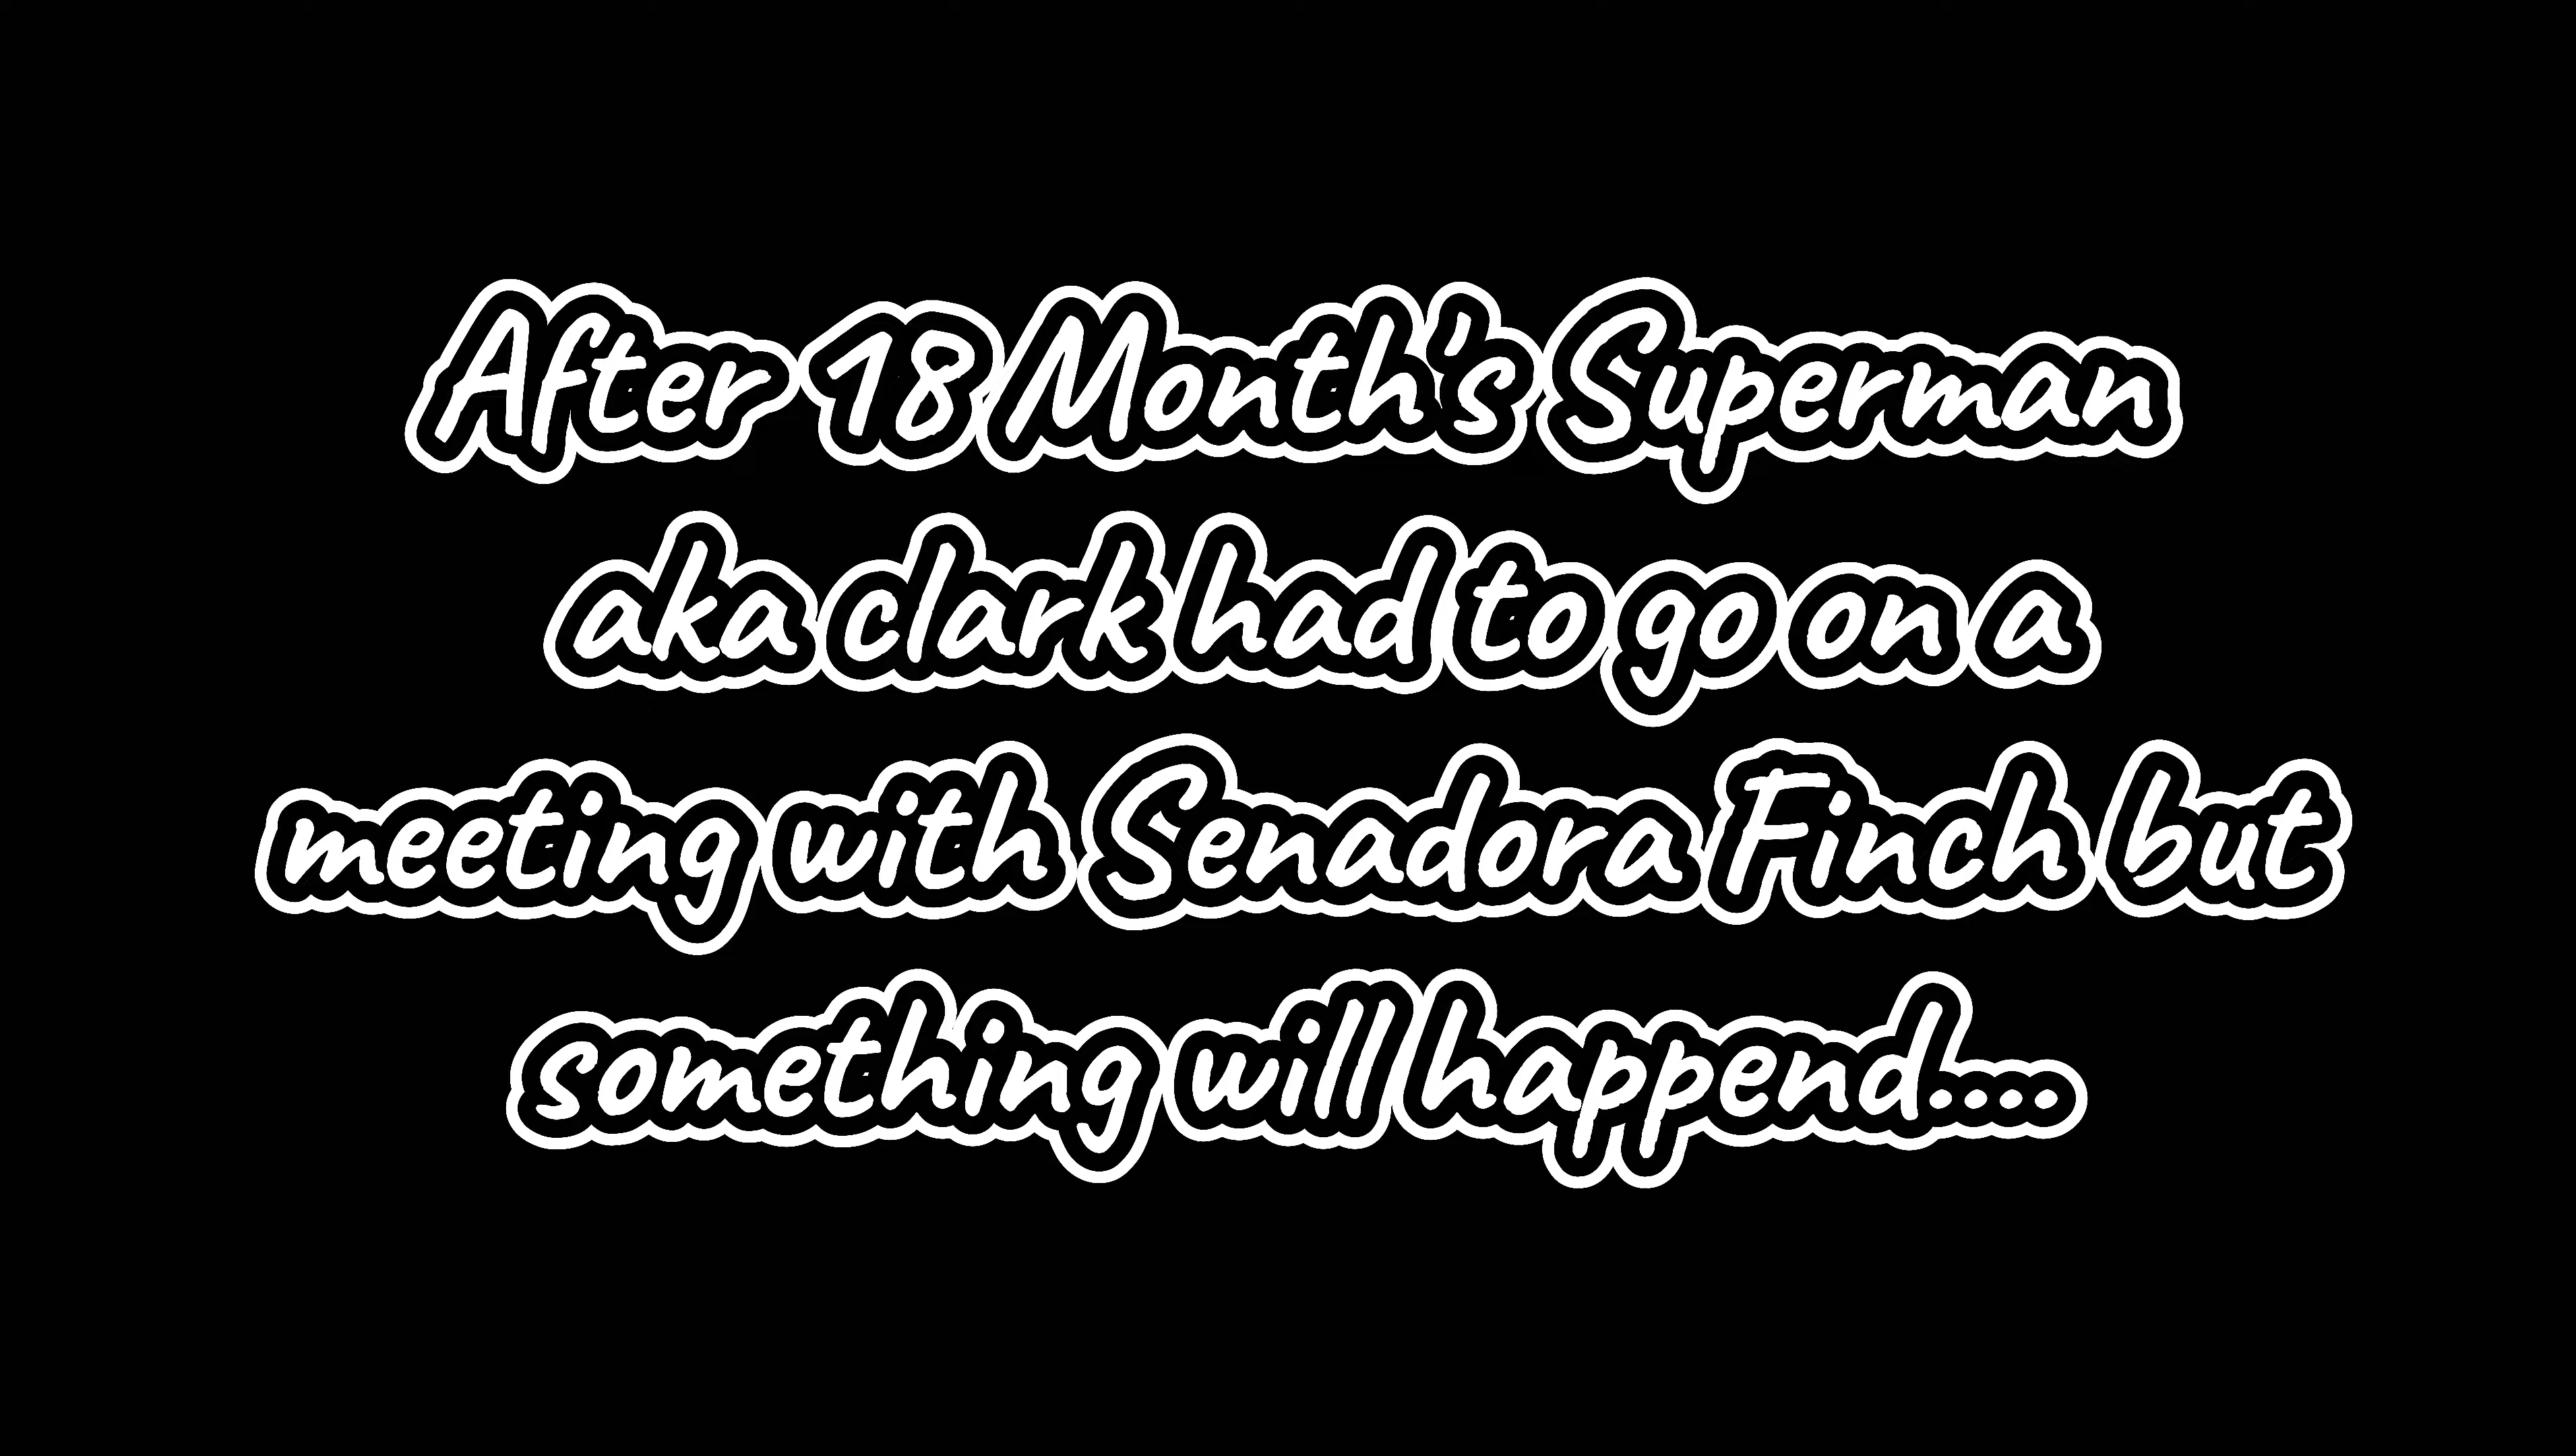 After 18 Month's Superman
aka clark had to go on a
meeting with Senadora Finch but
something will happend....